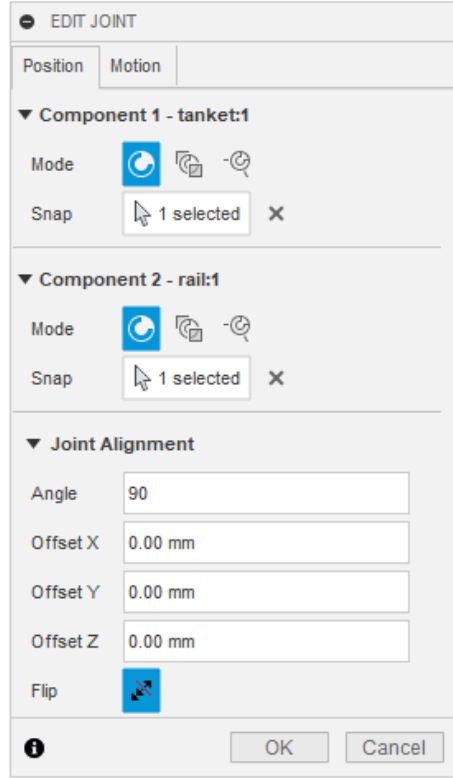 EDIT JOINT
Position Motion
Component 1 - tanket:1
Mode
Snap 1 selected
Component 2 - rail:1
Mode
Snap 1 selected
Joint Alignment
Angle 90
Offset X 0.00 mm
Offset Y 0.00 mm
Offset Z 0.00 mm
Flip
OK Cancel